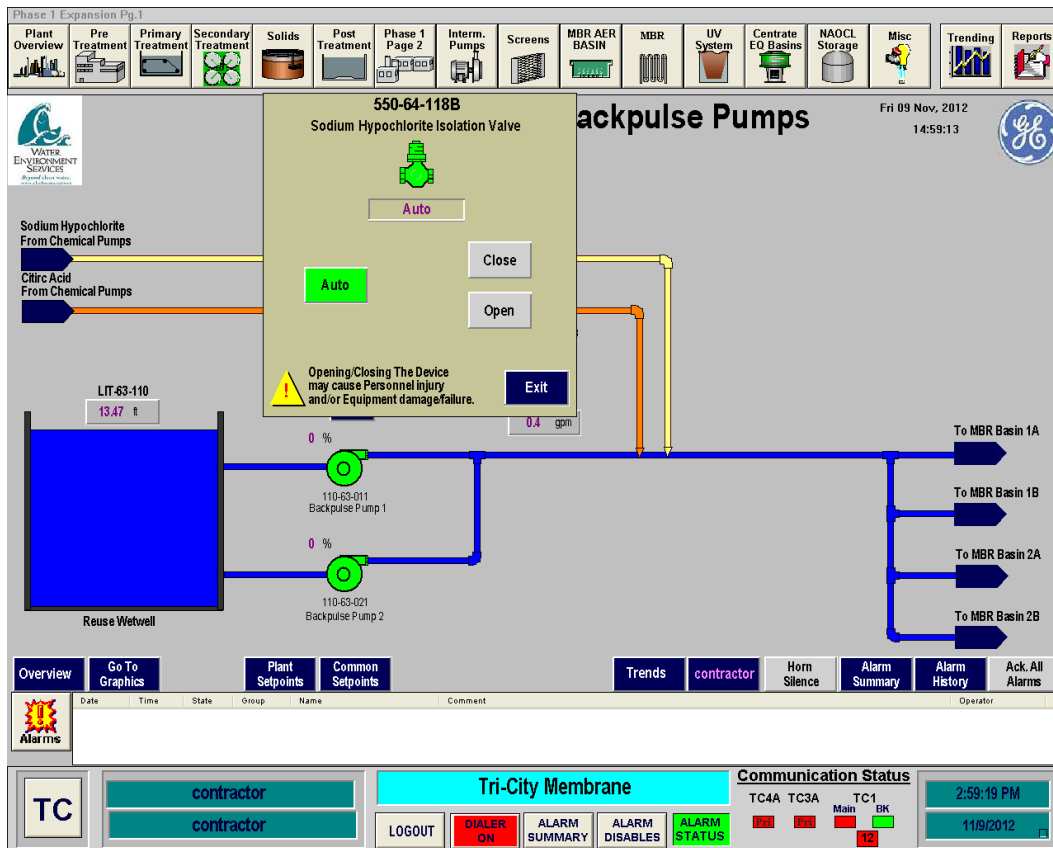 Phase 1 Expansion Pg.1
Plant Overview
Pre Treatment
Primary Treatment
Secondary Treatment
Solids
Post Treatment
Phase 1 Page 2
Interm. Pumps
Screens
MBR AER BASIN
MBR
UV System
Centrate EQ Basins
NAOCL Storage
Misc
Trending
Reports
WATER
ENVIRONMENT
SERVICES
550-64-118B
Sodium Hypochlorite Isolation Valve
Auto
Auto
Close
Open
Opening/Closing The Device
may cause Personnel injury
and/or Equipment damage/failure.
!
Exit
ackpulse Pumps
Fri 09 Nov, 2012
14:59:13
GE
Sodium Hypochlorite
From Chemical Pumps
Citirc Acid
From Chemical Pumps
LIT-63-110
13.47 ft
0.4 gpm
0 %
110-63-011
Backpulse Pump 1
0 %
110-63-021
Backpulse Pump 2
Reuse Wetwell
To MBR Basin 1A
To MBR Basin 1B
To MBR Basin 2A
To MBR Basin 2B
Overview
Go To Graphics
Plant Setpoints
Common Setpoints
Trends
contractor
Horn Silence
Alarm Summary
Alarm History
Ack. All Alarms
Alarms
Date Time State Group Name Comment Operator
TC
contractor
contractor
Tri-City Membrane
LOGOUT
DIALER ON
ALARM SUMMARY
ALARM DISABLES
ALARM STATUS
Communication Status
TC4A TC3A TC1
Main BK
Pri Pri
12
2:59:19 PM
11/9/2012